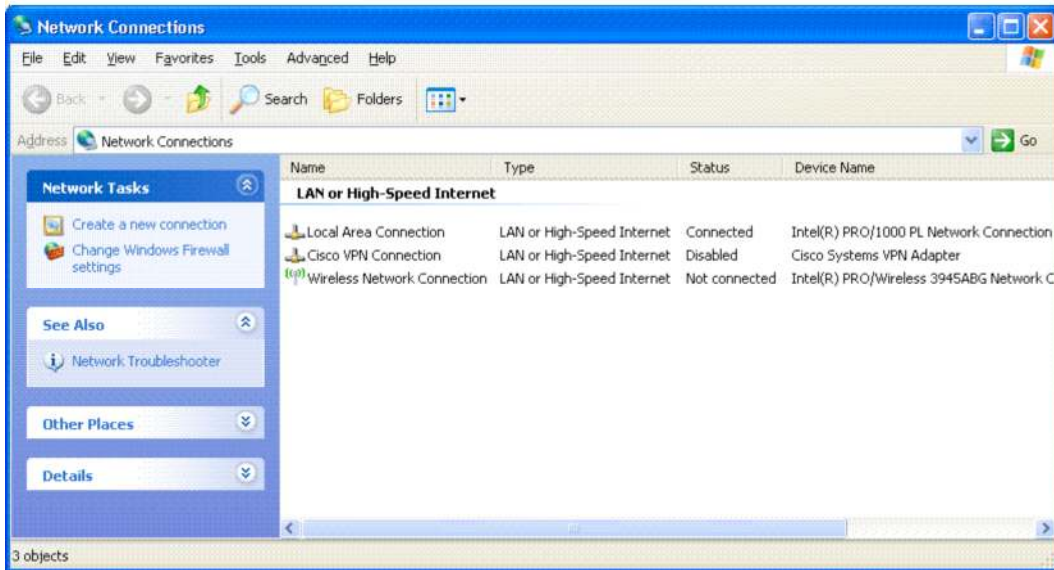 Network Connections
File Edit View Favorites Tools Advanced Help
Back Search Folders
Address Network Connections Go
Name Type Status Device Name
Network Tasks
Create a new connection
Change Windows Firewall
settings
See Also
Network Troubleshooter
Other Places
Details
LAN or High-Speed Internet
Local Area Connection LAN or High-Speed Internet Connected Intel(R) PRO/1000 PL Network Connection
Cisco VPN Connection LAN or High-Speed Internet Disabled Cisco Systems VPN Adapter
Wireless Network Connection LAN or High-Speed Internet Not connected Intel(R) PRO/Wireless 3945ABG Network C
3 objects